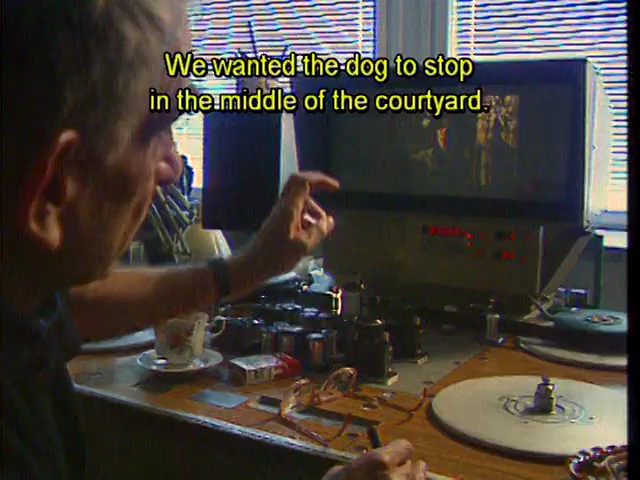 We wanted the dog to stop
in the middle of the courtyard.